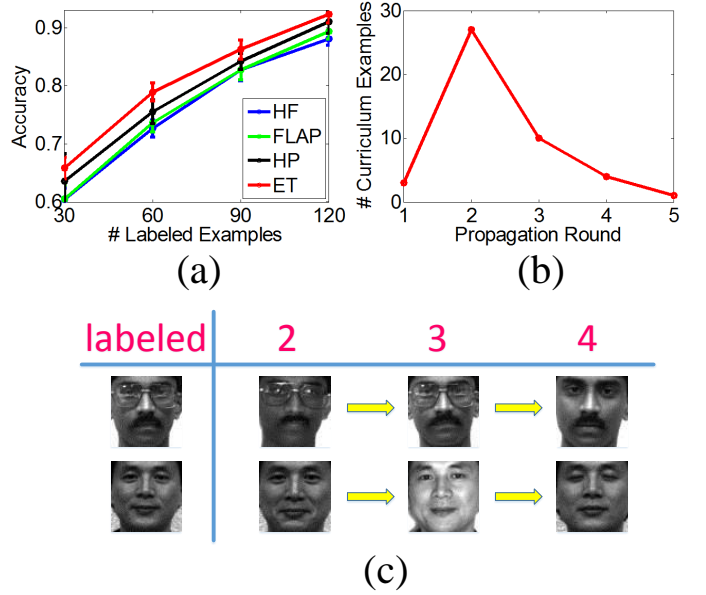 0.9
0.8
0.7
0.6
Accuracy
30 60 90 120
# Labeled Examples
HF
FLAP
HP
ET
(a)
30
20
10
0
# Curriculum Examples
1 2 3 4 5
Propagation Round
(b)
labeled 2 3 4
(c)